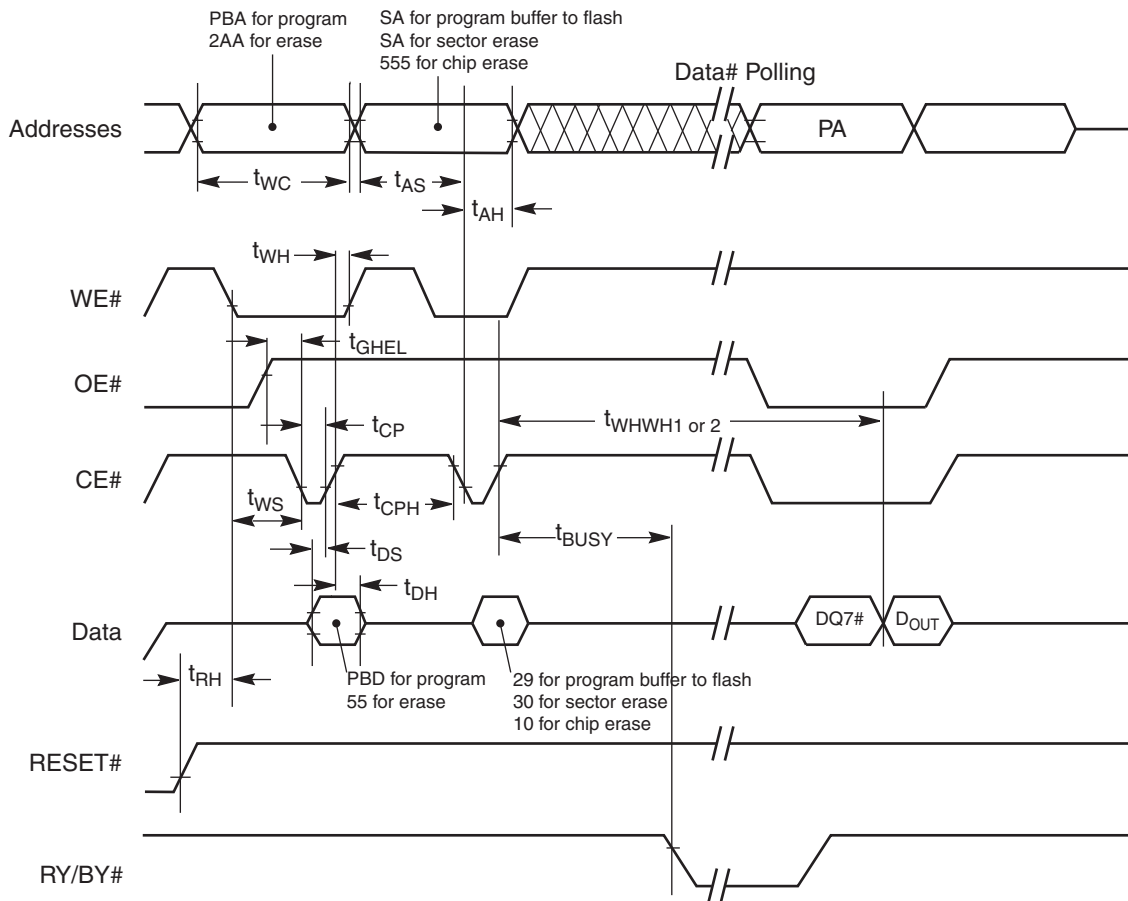 PBA for program
2AA for erase
SA for program buffer to flash
SA for sector erase
555 for chip erase
Data# Polling
Addresses
PA
tWC
tAS
tAH
tWH
WE#
tGHEL
OE#
tWHWH1 or 2
tCP
CE#
tWS
tCPH
tBUSY
tDS
tDH
Data
DQ7#
DOUT
tRH
PBD for program
55 for erase
29 for program buffer to flash
30 for sector erase
10 for chip erase
RESET#
RY/BY#